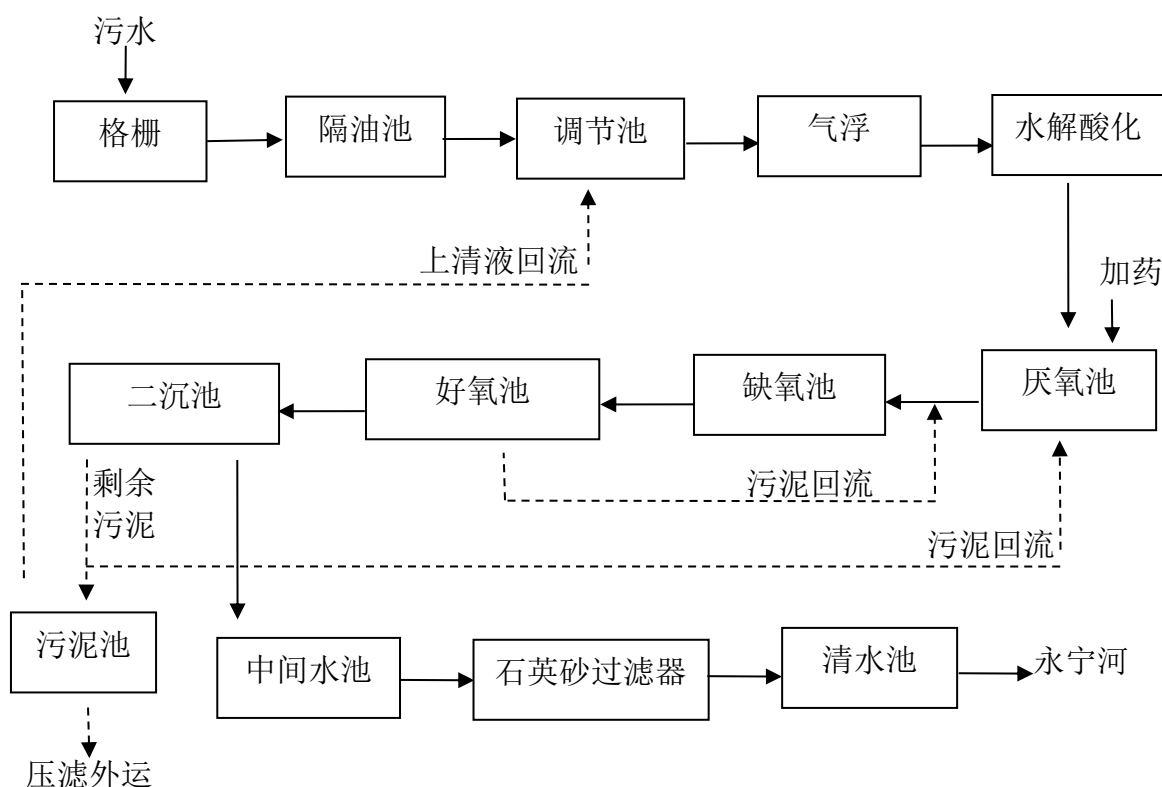 污水
格栅
隔油池
调节池
气浮
水解酸化
上清液回流
加药
二沉池
好氧池
缺氧池
厌氧池
剩余
污泥
污泥回流
污泥回流
污泥池
中间水池
石英砂过滤器
清水池
永宁河
压滤外运